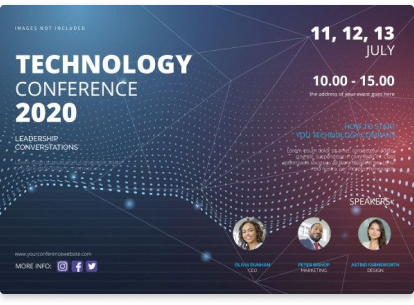 IMAGES NOT INCLUDED
TECHNOLOGY
CONFERENCE
2020
LEADERSHIP
CONVERSTATIONS
11, 12, 13
JULY
10.00 - 15.00
the address of your event goes here
HOW TO START
YOU TECHNOLOGY COMPANY
SPEAKERS:
OLIVIA DUNHAM
CEO
PETER BISHOP
MARKETING
ASTRID FARNSWORTH
DESIGN
www.yourconferencewebsite.com
MORE INFO: